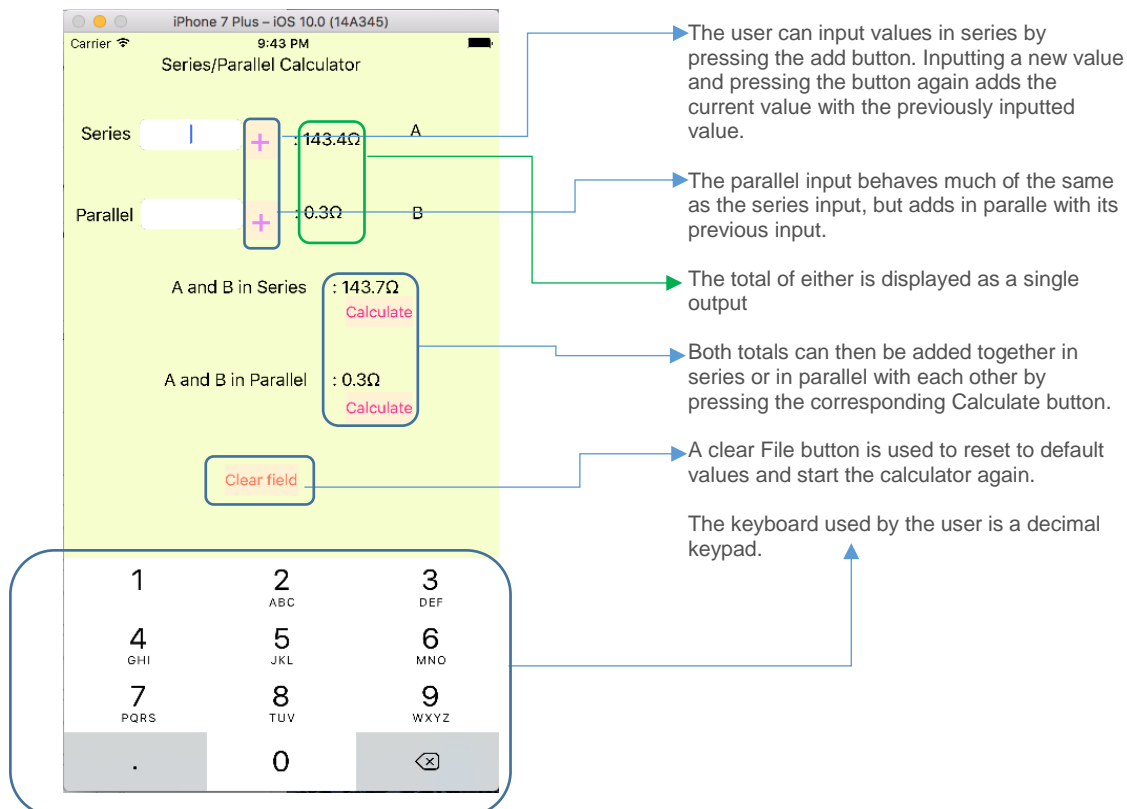 iPhone 7 Plus – iOS 10.0 (14A345)
Carrier 9:43 PM
Series/Parallel Calculator
Series + : 143.4Ω A
Parallel + : 0.3Ω B
A and B in Series : 143.7Ω
Calculate
A and B in Parallel : 0.3Ω
Calculate
Clear field
1 2 3
ABC DEF
4 5 6
GHI JKL MNO
7 8 9
PQRS TUV WXYZ
. 0
The user can input values in series by
pressing the add button. Inputting a new value
and pressing the button again adds the
current value with the previously inputted
value.
The parallel input behaves much of the same
as the series input, but adds in paralle with its
previous input.
The total of either is displayed as a single
output
Both totals can then be added together in
series or in parallel with each other by
pressing the corresponding Calculate button.
A clear File button is used to reset to default
values and start the calculator again.
The keyboard used by the user is a decimal
keypad.